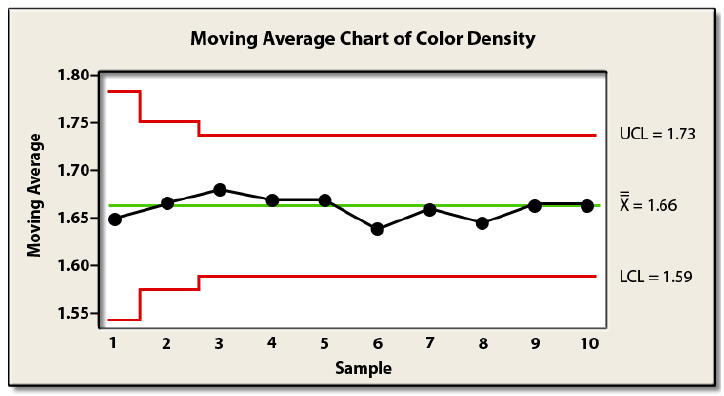 Moving Average Chart of Color Density
Moving Average
1.80
1.75
1.70
1.65
1.60
1.55
UCL = 1.73
X̿ = 1.66
LCL = 1.59
1 2 3 4 5 6 7 8 9 10
Sample